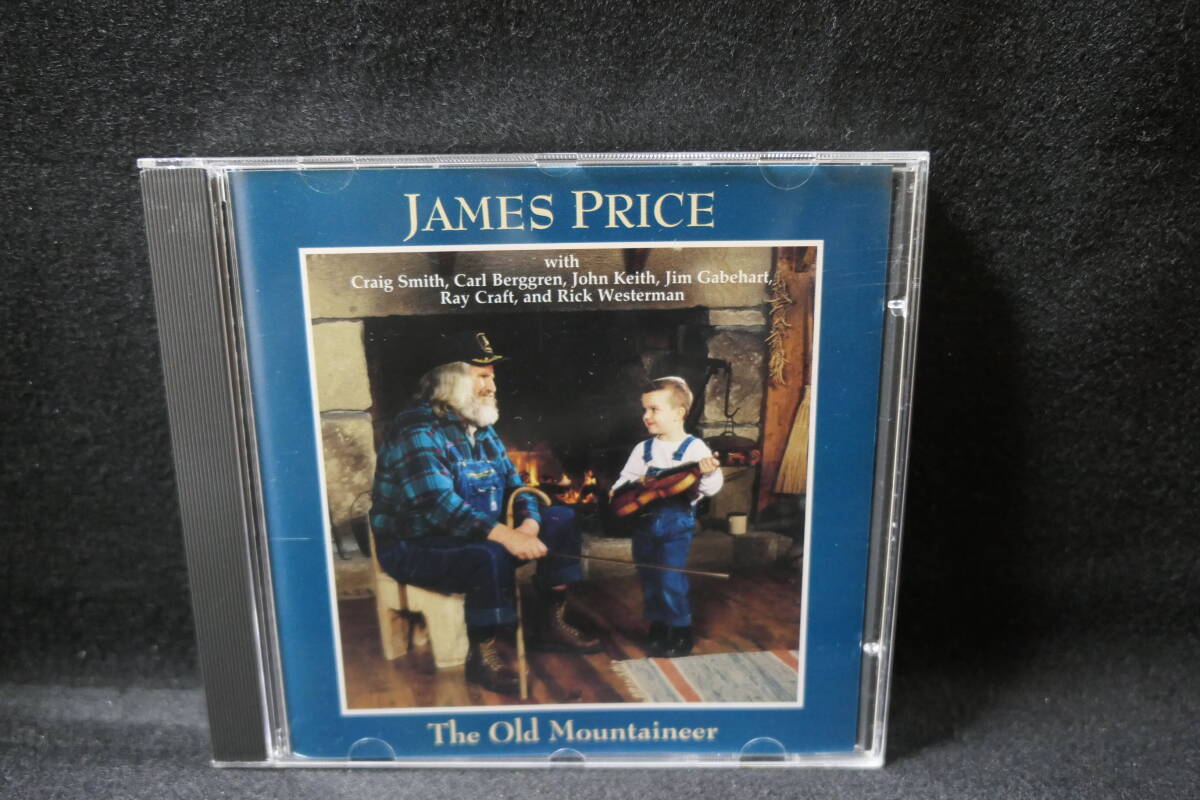 JAMES PRICE
with
Craig Smith, Carl Berggren, John Keith, Jim Gabehart,
Ray Craft, and Rick Westerman
The Old Mountaineer